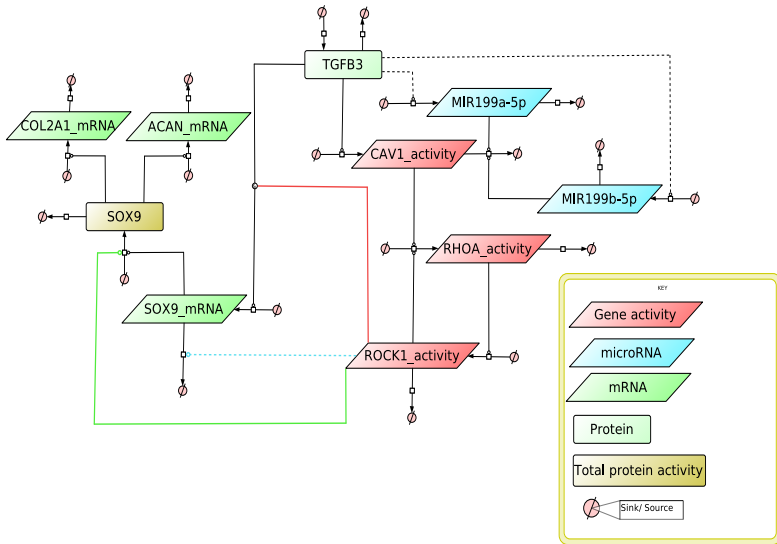 TGFB3
MIR199a-5p
COL2A1_mRNA
ACAN_mRNA
CAV1_activity
MIR199b-5p
SOX9
RHOA_activity
SOX9_mRNA
ROCK1_activity
KEY
Gene activity
microRNA
mRNA
Protein
Total protein activity
Sink/ Source